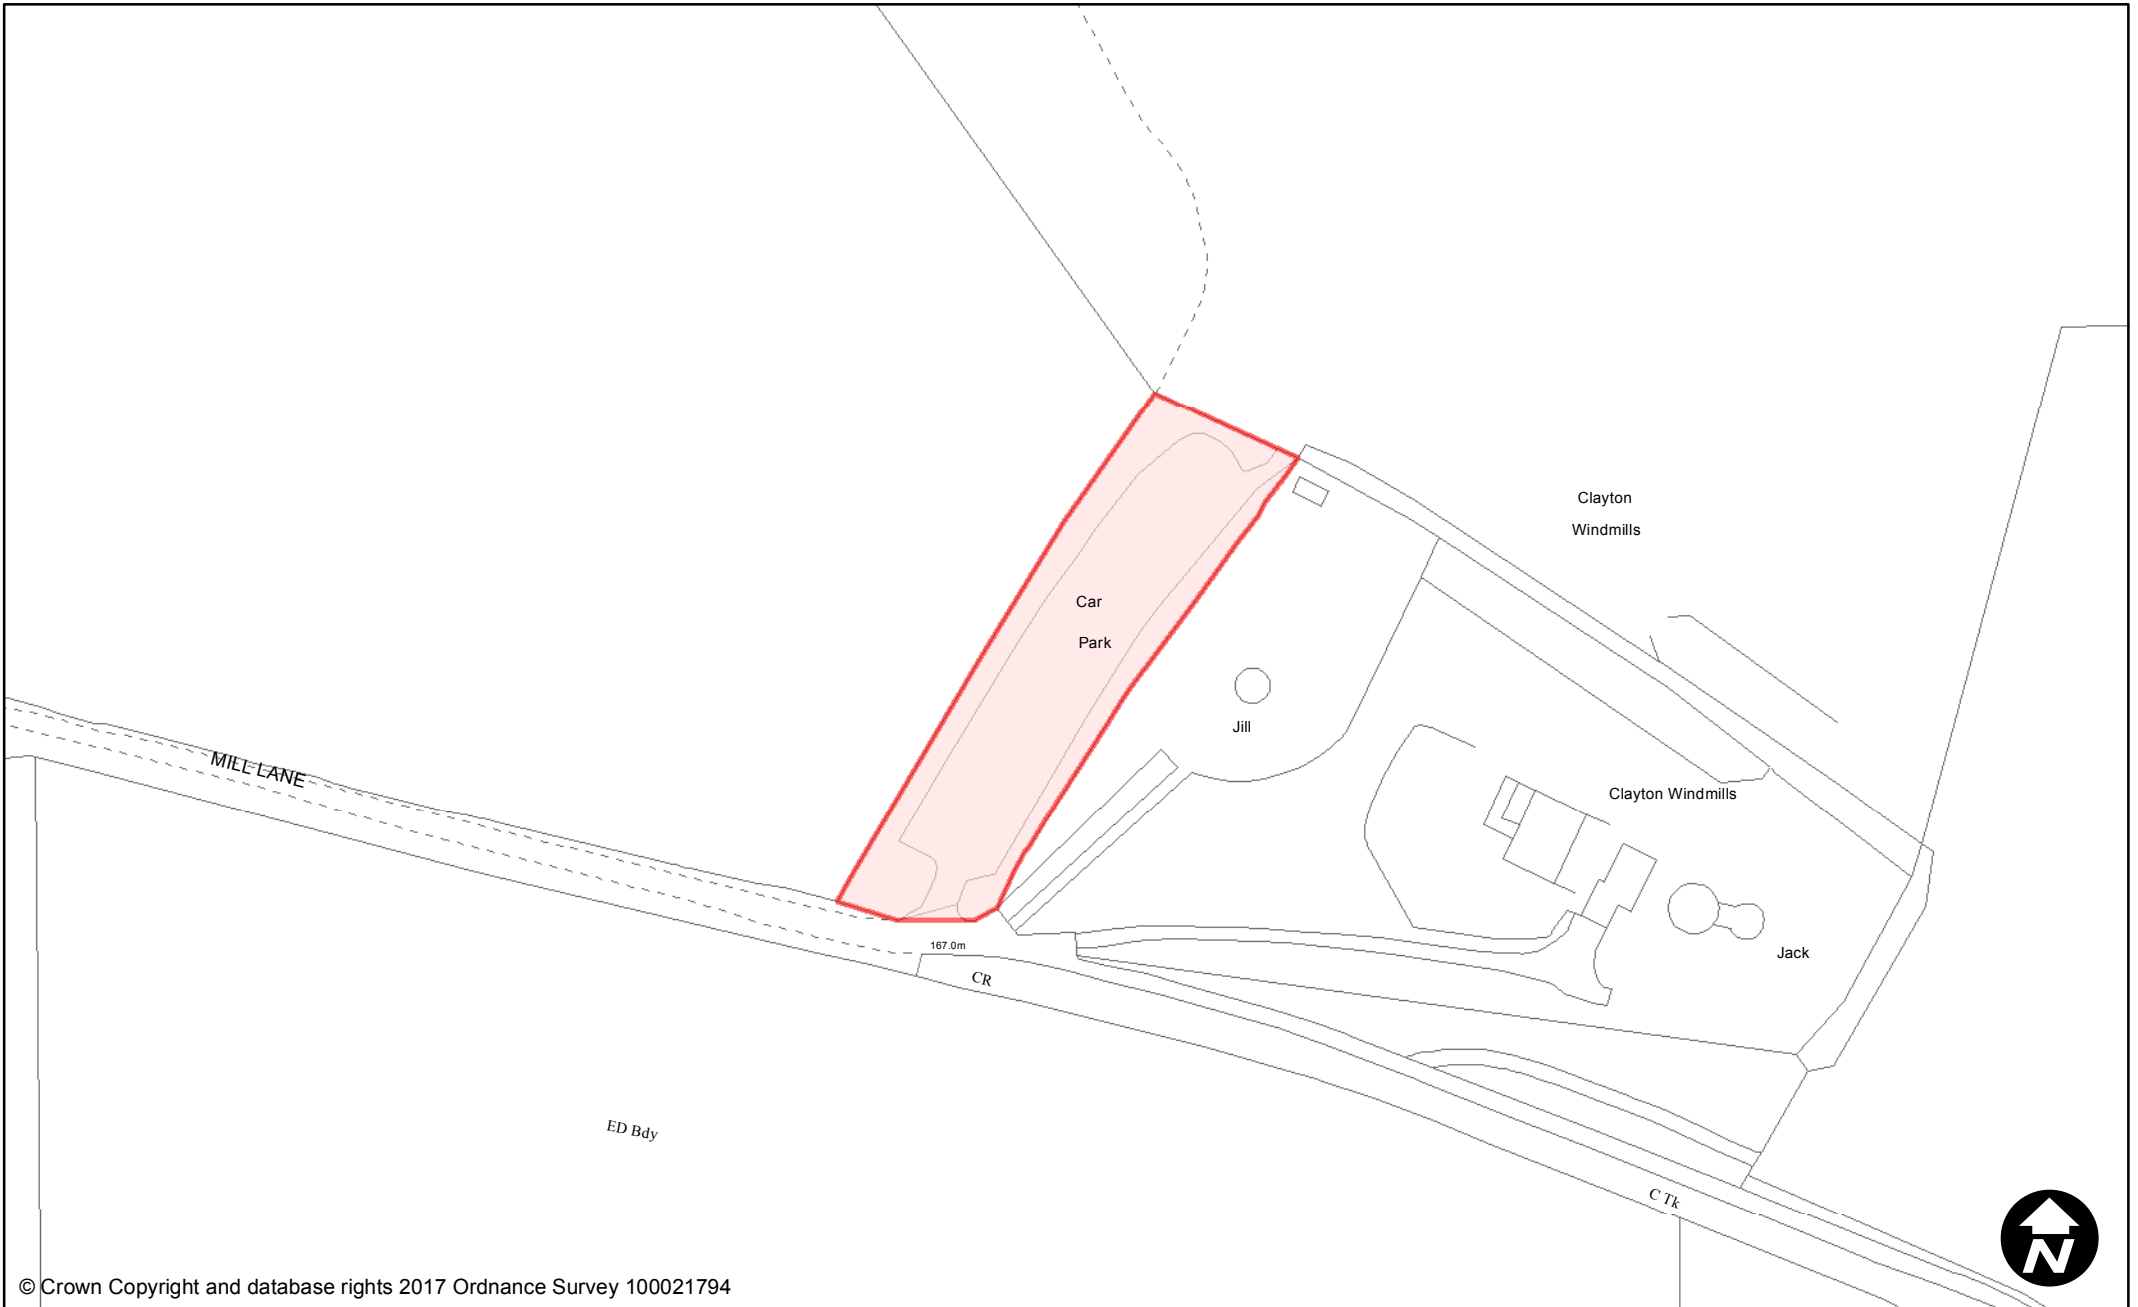 Clayton
Windmills
Car
Park
Jill
MILL LANE
Clayton Windmills
Jack
167.0m
CR
ED Bdy
C Tk
N
© Crown Copyright and database rights 2017 Ordnance Survey 100021794